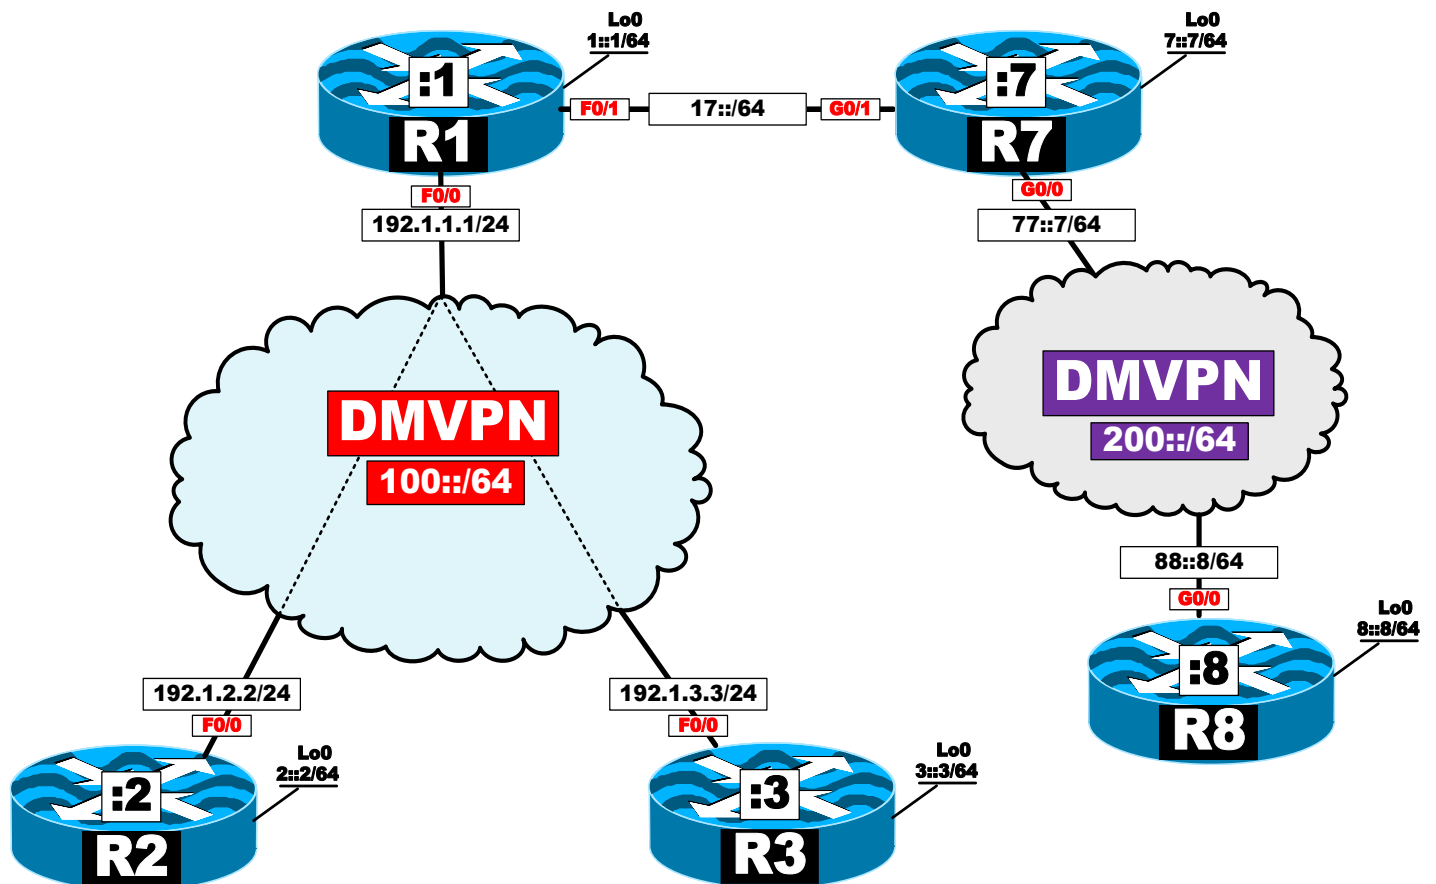 Lo0
1::1/64
:1
R1
F0/1
17::/64
G0/1
Lo0
7::7/64
:7
R7
F0/0
192.1.1.1/24
G0/0
77::7/64
DMVPN
100::/64
DMVPN
200::/64
88::8/64
G0/0
Lo0
8::8/64
:8
R8
192.1.2.2/24
F0/0
Lo0
2::2/64
:2
R2
192.1.3.3/24
F0/0
Lo0
3::3/64
:3
R3